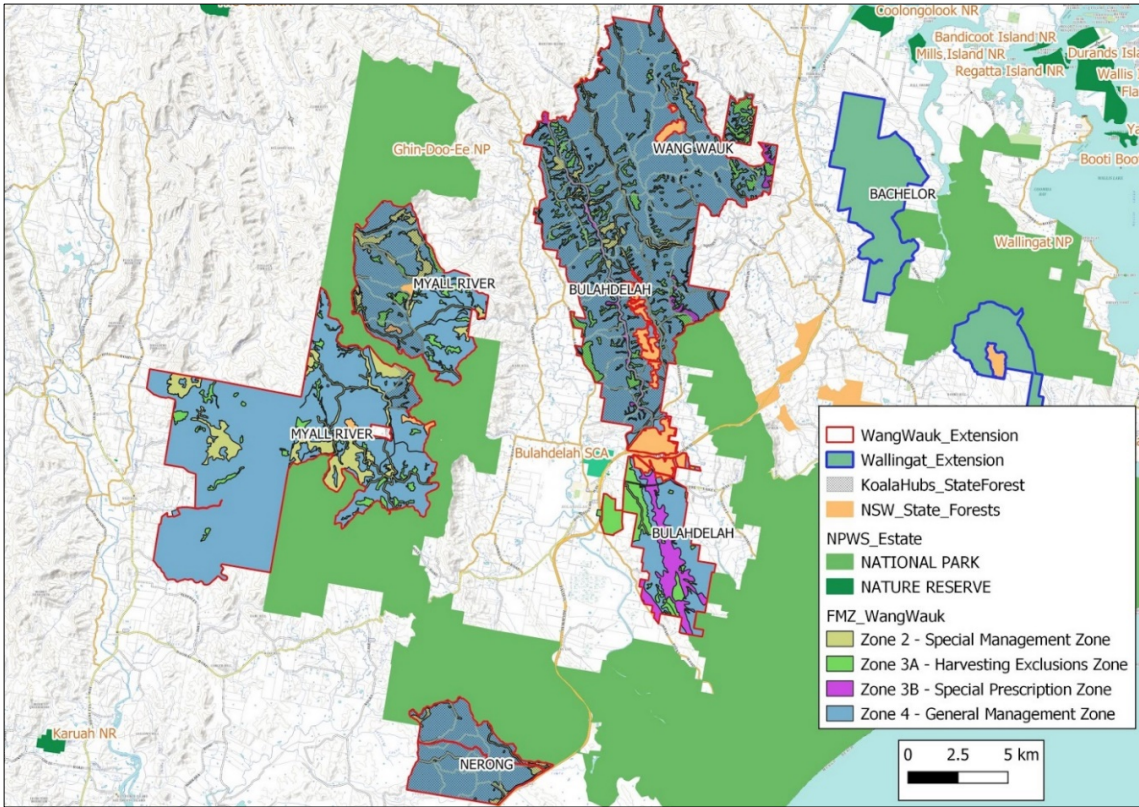 Coolongolook NR
Bandicoot Island NR
Mills Island NR
Durands Isla
Regatta Island NR
Wallis
Fla
Ya
Booti Boot
WANG WAUK
Ghin-Doo-Ee NP
BACHELOR
Wallingat NP
MYALL RIVER
BULAHDELAH
MYALL RIVER
Bulahdelah SCA
BULAHDELAH
Karuah NR
NERONG
WangWauk_Extension
Wallingat_Extension
KoalaHubs_StateForest
NSW_State_Forests
NPWS_Estate
NATIONAL PARK
NATURE RESERVE
FMZ_WangWauk
Zone 2 - Special Management Zone
Zone 3A - Harvesting Exclusions Zone
Zone 3B - Special Prescription Zone
Zone 4 - General Management Zone
0 2.5 5 km